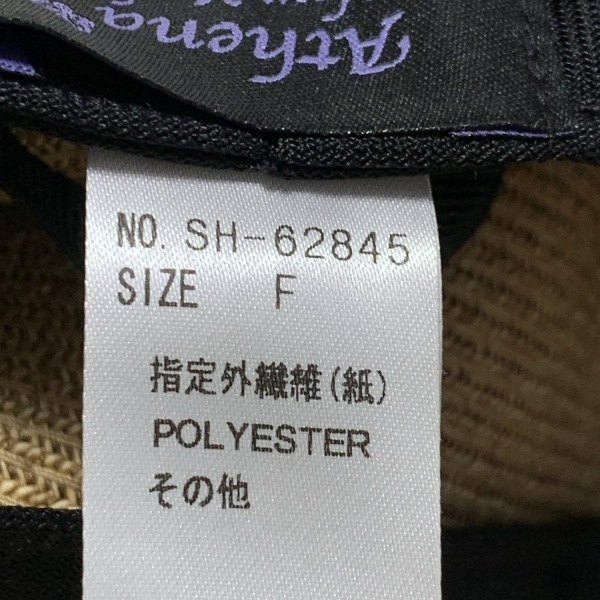 Athena
NO. SH-62845
SIZE F
指定外繊維(紙)
POLYESTER
その他